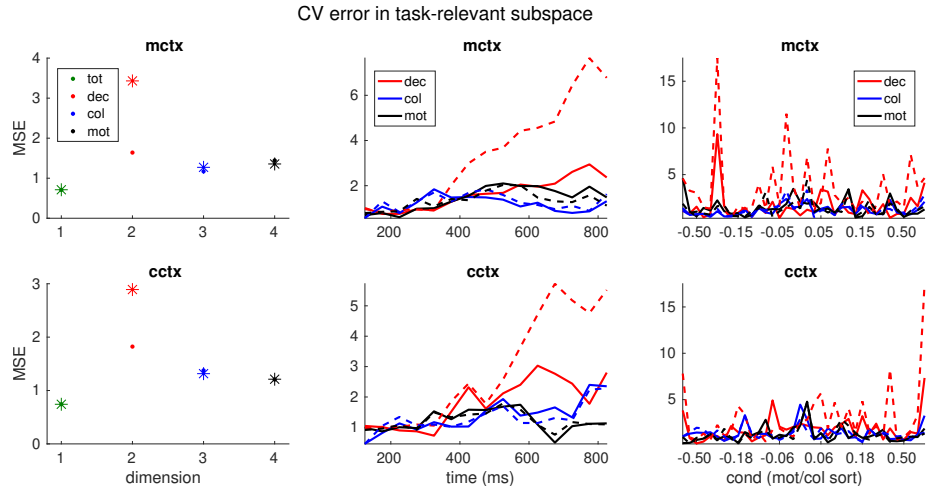 CV error in task-relevant subspace
mctx
MSE
4
3
2
1
0
tot
dec
col
mot
1 2 3 4
mctx
6
4
2
dec
col
mot
200 400 600 800
mctx
15
10
5
dec
col
mot
-0.50 -0.15 -0.05 0.06 0.15 0.50
cctx
MSE
3
2
1
0
1 2 3 4
dimension
cctx
5
4
3
2
1
200 400 600 800
time (ms)
cctx
15
10
5
-0.50 -0.15 -0.05 0.06 0.16 0.50
cond (mot/col sort)